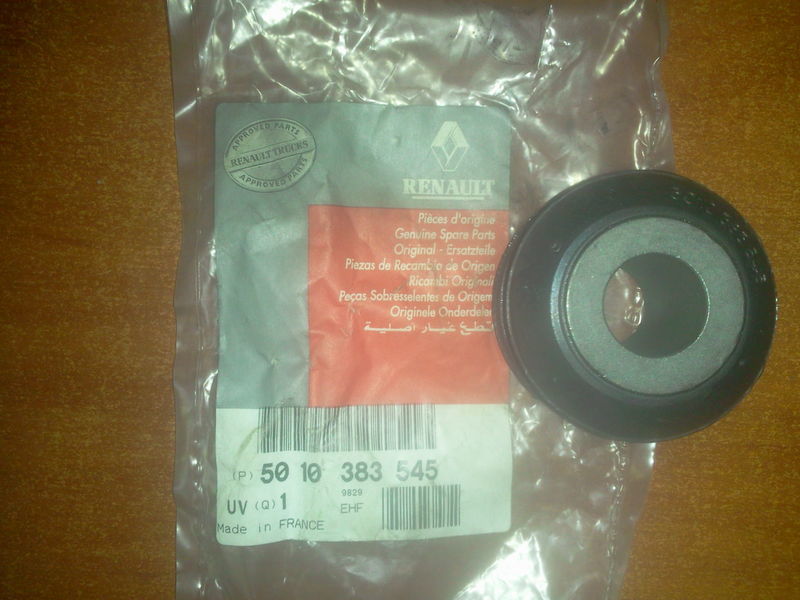 APPROVED PARTS
RENAULT TRUCKS
APPROVED PARTS
RENAULT
Pièces d'origine
Genuine Spare Parts
Original - Ersatzteile
Piezas de Recambio de Origen
Ricambi Originali
Peças Sobresselentes de Origem
Originele Onderdelen
قطع غيار أصلية
(P) 50 10 383 545
UV (Q) 1
9829
EHF
Made in FRANCE